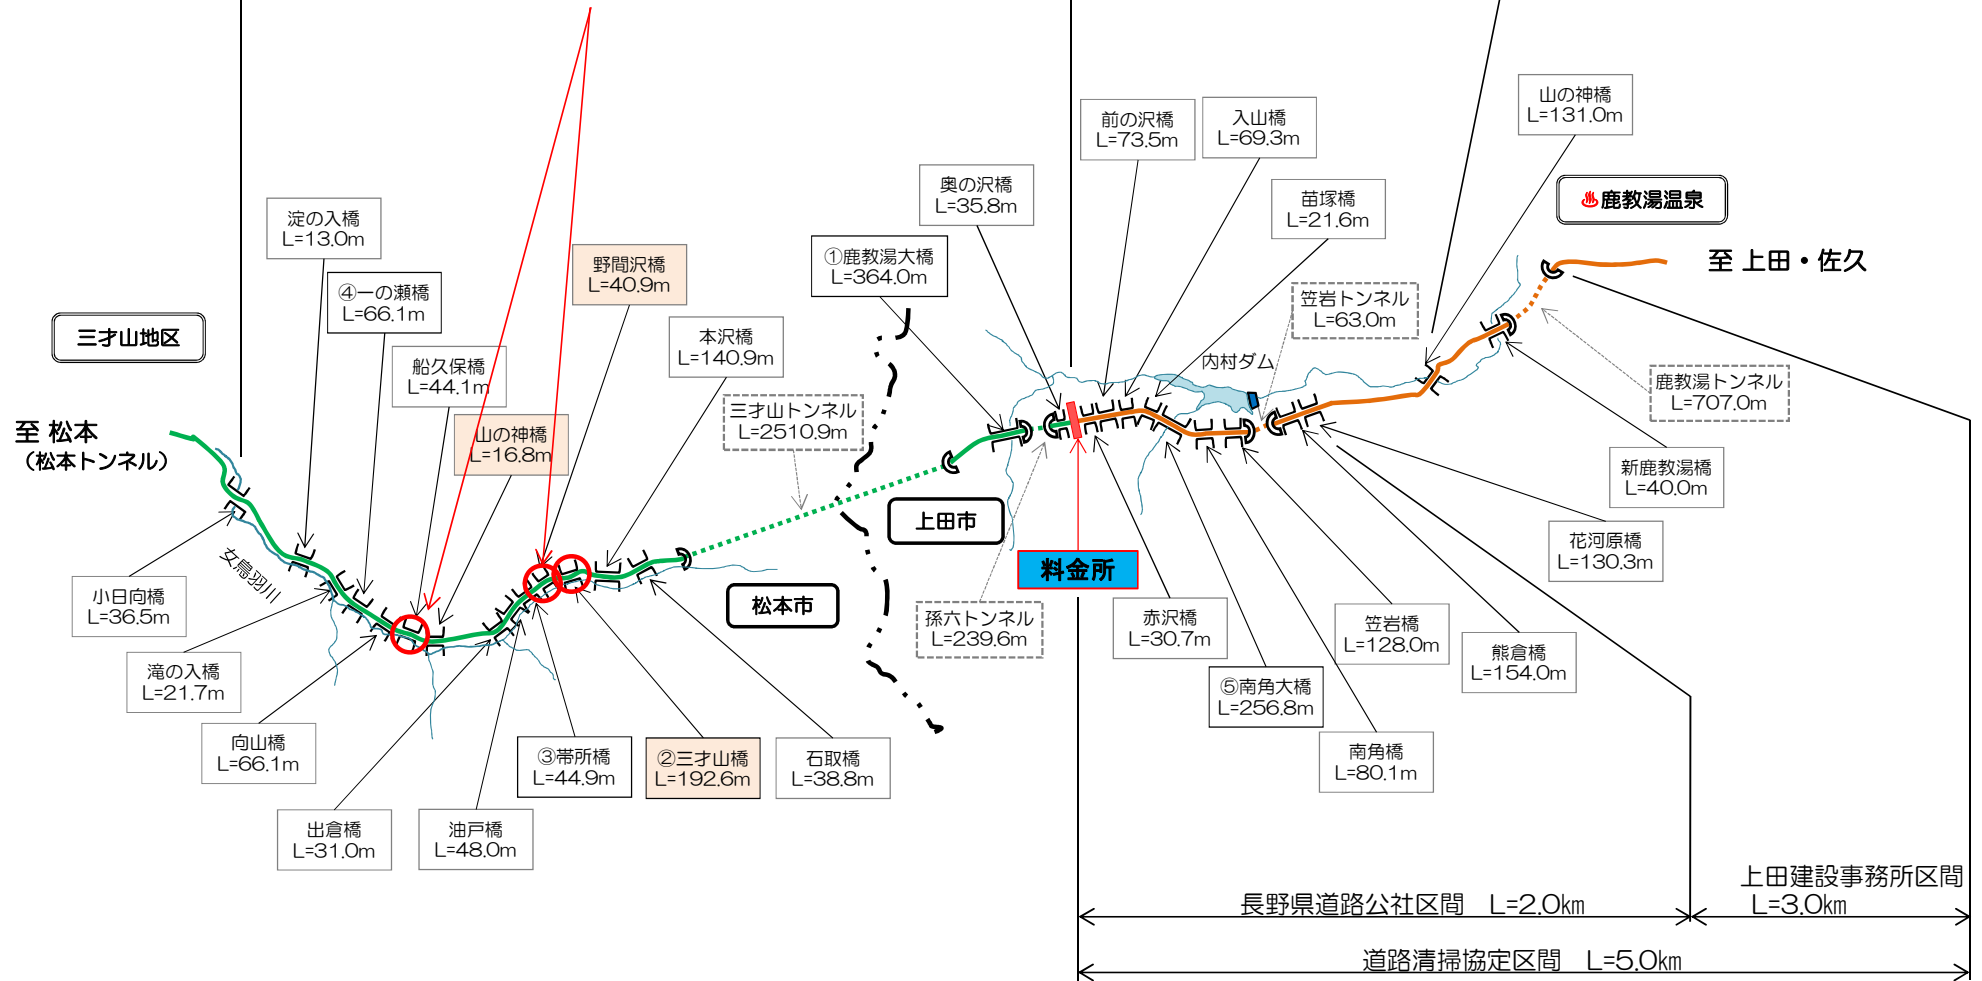 山の神橋
L=131.0m
前の沢橋
L=73.5m
入山橋
L=69.3m
奥の沢橋
L=35.8m
苗塚橋
L=21.6m
鹿教湯温泉
淀の入橋
L=13.0m
野間沢橋
L=40.9m
①鹿教湯大橋
L=364.0m
至 上田・佐久
④一の瀬橋
L=66.1m
笠岩トンネル
L=63.0m
三才山地区
本沢橋
L=140.9m
船久保橋
L=44.1m
内村ダム
鹿教湯トンネル
L=707.0m
三才山トンネル
L=2510.9m
至 松本
(松本トンネル)
山の神橋
L=16.8m
新鹿教湯橋
L=40.0m
上田市
花河原橋
L=130.3m
女鳥羽川
料金所
小日向橋
L=36.5m
松本市
孫六トンネル
L=239.6m
赤沢橋
L=30.7m
笠岩橋
L=128.0m
熊倉橋
L=154.0m
滝の入橋
L=21.7m
⑤南角大橋
L=256.8m
向山橋
L=66.1m
③帯所橋
L=44.9m
②三才山橋
L=192.6m
石取橋
L=38.8m
南角橋
L=80.1m
出倉橋
L=31.0m
油戸橋
L=48.0m
長野県道路公社区間 L=2.0㎞
上田建設事務所区間
L=3.0㎞
道路清掃協定区間 L=5.0㎞